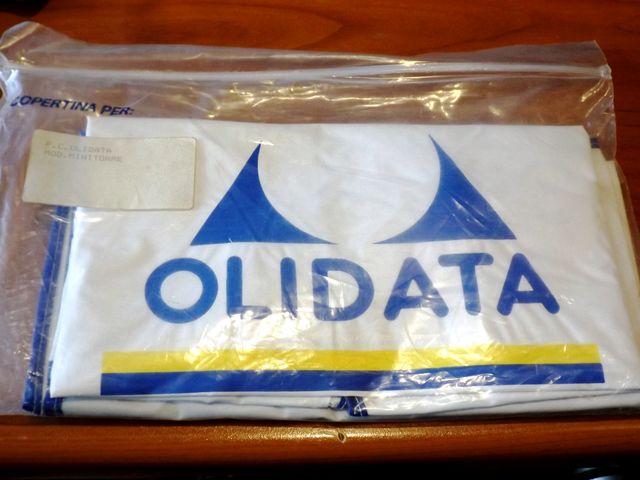 COPERTINA PER:
P.C.OLIDATA
MOD.MINITORRE
OLIDATA